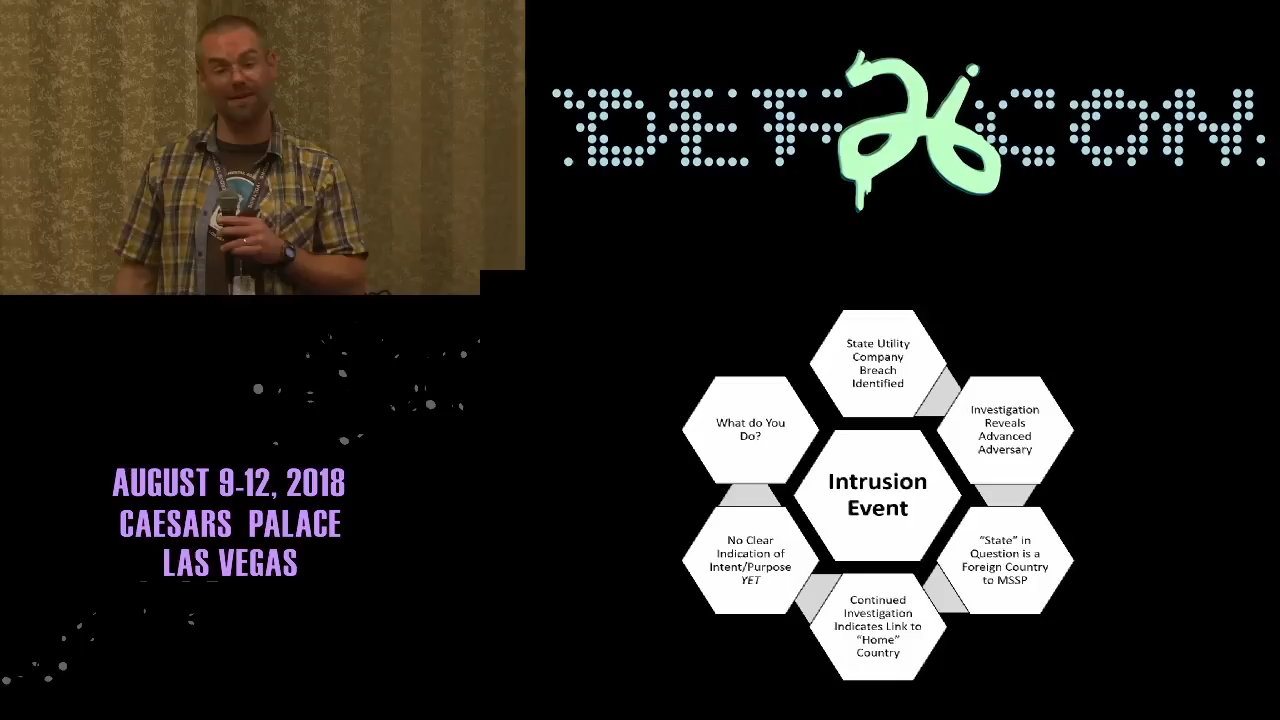 DEF 26 CON
State Utility
Company
Breach
Identified
Investigation
Reveals
Advanced
Adversary
"State" in
Question is a
Foreign Country
to MSSP
Continued
Investigation
Indicates Link to
"Home"
Country
No Clear
Indication of
Intent/Purpose
YET
What do You
Do?
Intrusion
Event
AUGUST 9-12, 2018
CAESARS PALACE
LAS VEGAS